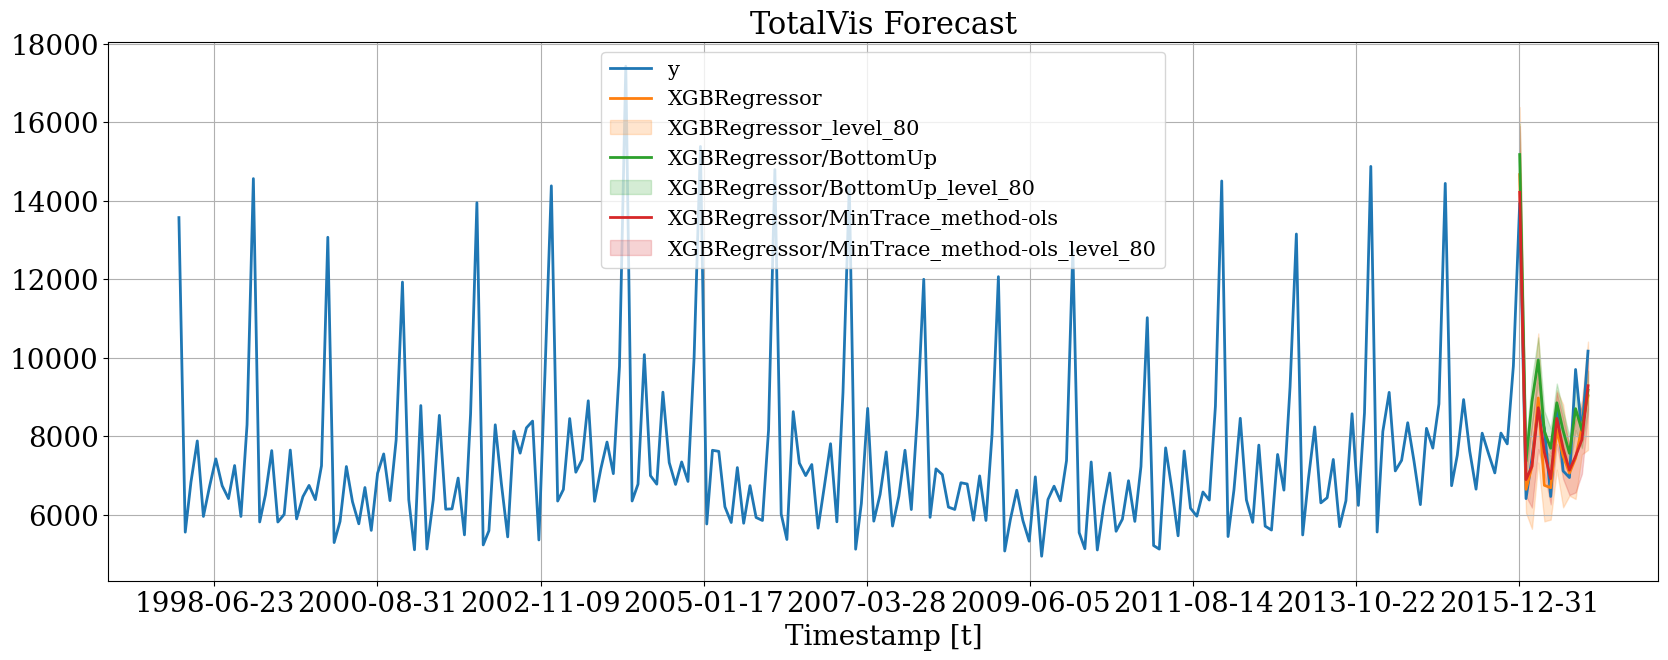 TotalVis Forecast
18000
16000
14000
12000
10000
8000
6000
y
XGBRegressor
XGBRegressor_level_80
XGBRegressor/BottomUp
XGBRegressor/BottomUp_level_80
XGBRegressor/MinTrace_method-ols
XGBRegressor/MinTrace_method-ols_level_80
1998-06-23 2000-08-31 2002-11-09 2005-01-17 2007-03-28 2009-06-05 2011-08-14 2013-10-22 2015-12-31
Timestamp [t]